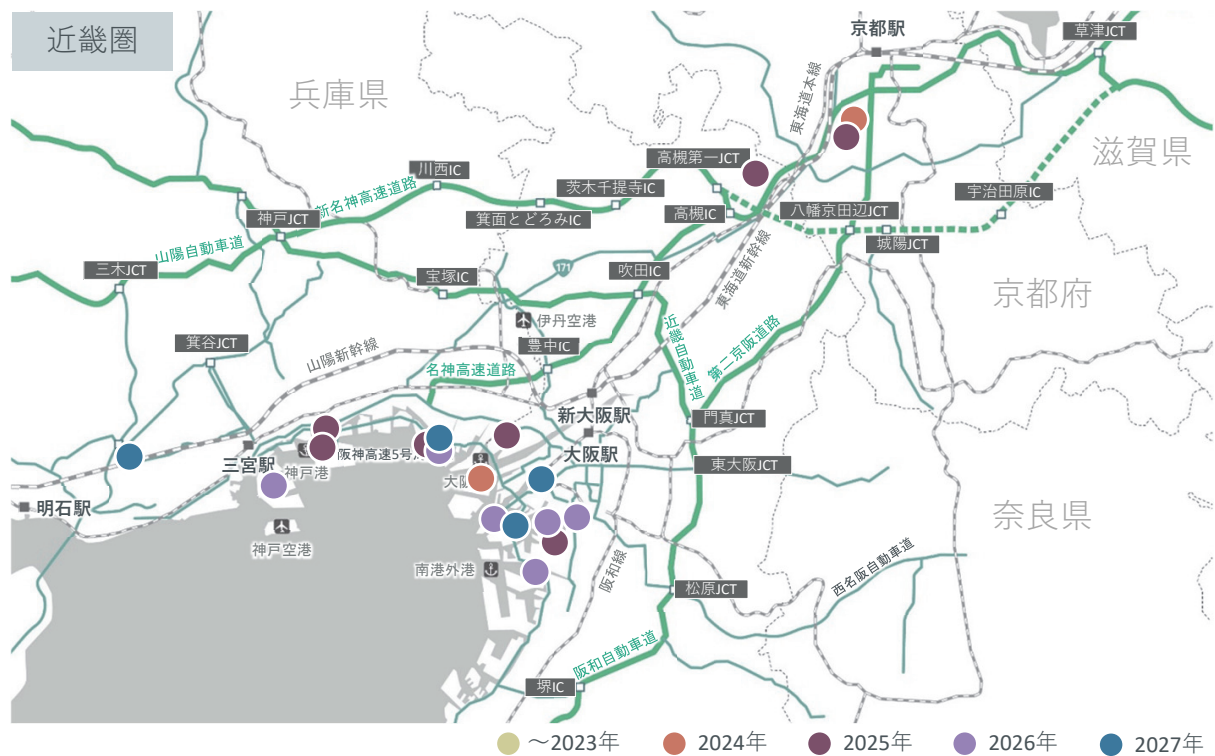 近畿圏
京都駅
草津JCT
兵庫県
東海道本線
滋賀県
高槻第一JCT
川西IC
茨木千提寺IC
宇治田原IC
新名神高速道路
箕面とどろみIC
高槻IC
八幡京田辺JCT
神戸JCT
城陽JCT
山陽自動車道
三木JCT
宝塚IC
171
吹田IC
東海道新幹線
京都府
伊丹空港
近畿自動車道
第二京阪道路
箕谷JCT
山陽新幹線
豊中IC
名神高速道路
新大阪駅
門真JCT
三宮駅
神戸港
阪神高速5号
大阪駅
東大阪JCT
大阪
明石駅
神戸空港
奈良県
南港外港
阪和線
西名阪自動車道
松原JCT
阪和自動車道
堺IC
～2023年
2024年
2025年
2026年
2027年